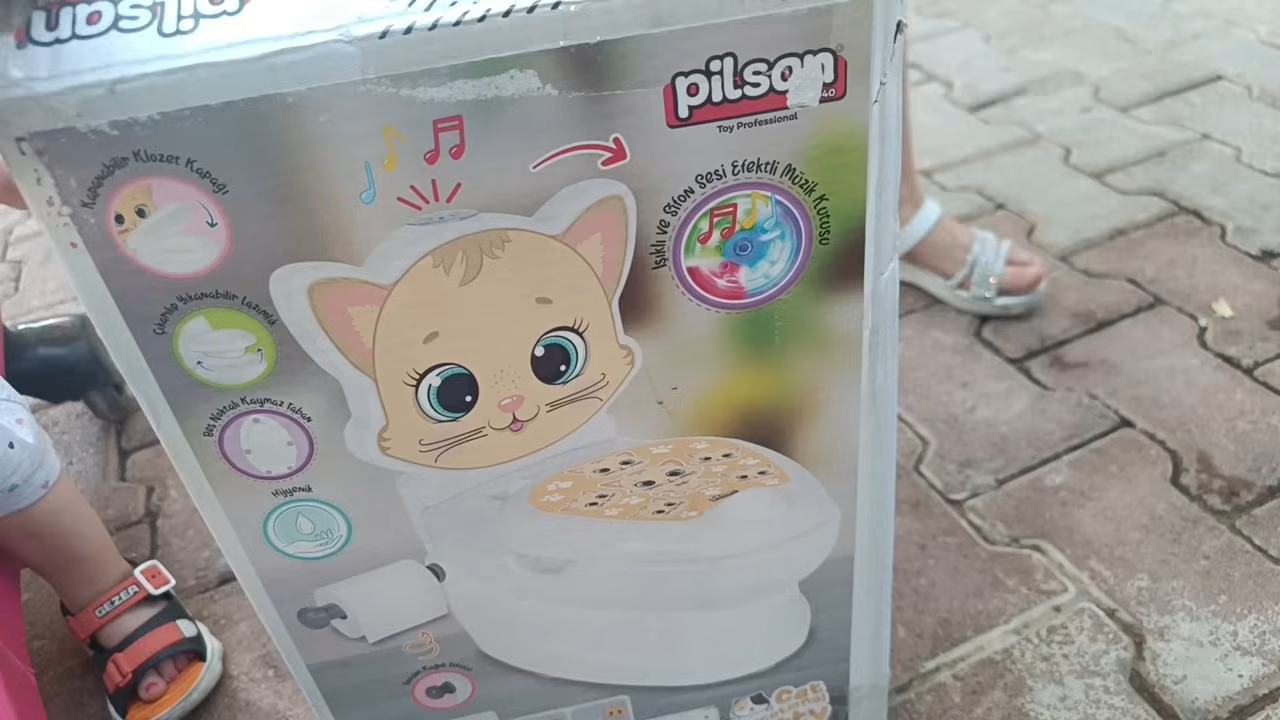 pilsan
pilsan
Toy Professional
Kapanabilir Klozet Kapağı
Işıklı ve Sifon Sesi Efektli Müzik Kutusu
Çıkarılıp Yıkanabilir Lazımlık
Beş Noktalı Kaymaz Taban
Hijyenik
GEZER
Cat